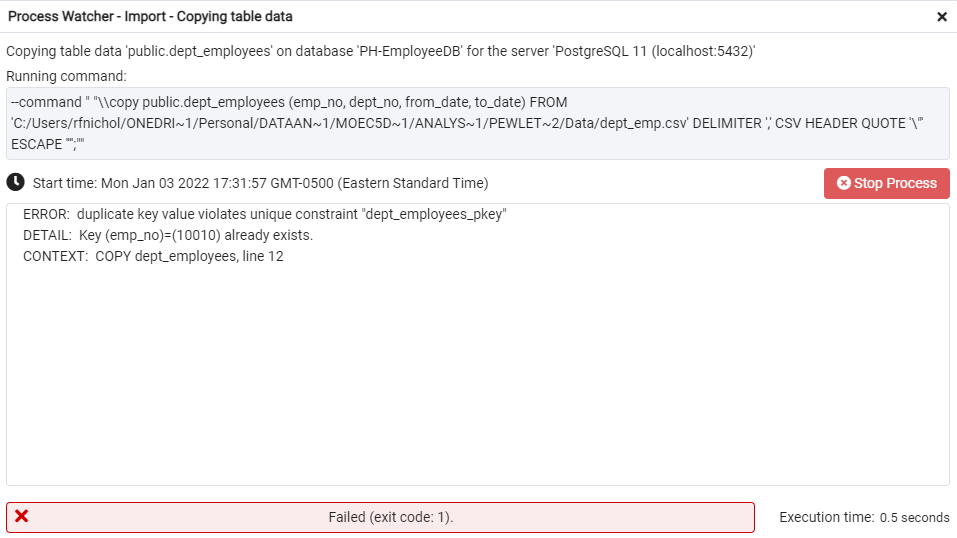 Process Watcher - Import - Copying table data
Copying table data 'public.dept_employees' on database 'PH-EmployeeDB' for the server 'PostgreSQL 11 (localhost:5432)'
Running command:
--command " "\\copy public.dept_employees (emp_no, dept_no, from_date, to_date) FROM
'C:/Users/rfnichol/ONEDRI~1/Personal/DATAAN~1/MOEC5D~1/ANALYS~1/PEWLET~2/Data/dept_emp.csv' DELIMITER ',' CSV HEADER QUOTE '\"'
ESCAPE '''';""
Start time: Mon Jan 03 2022 17:31:57 GMT-0500 (Eastern Standard Time)
Stop Process
ERROR:  duplicate key value violates unique constraint "dept_employees_pkey"
DETAIL:  Key (emp_no)=(10010) already exists.
CONTEXT:  COPY dept_employees, line 12
Failed (exit code: 1).
Execution time: 0.5 seconds